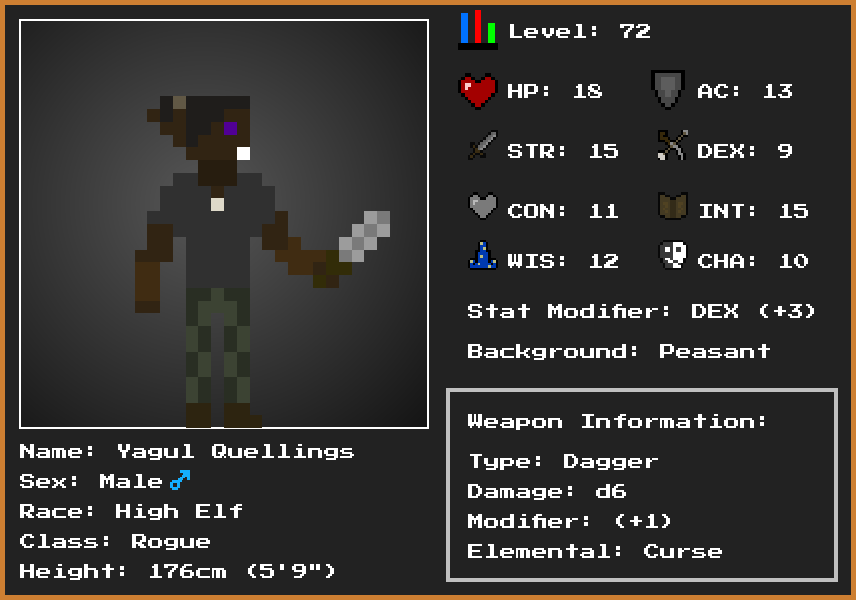 Level: 72
HP: 18 AC: 13
STR: 15 DEX: 9
CON: 11 INT: 15
WIS: 12 CHA: 10
Stat Modifier: DEX (+3)
Background: Peasant
Weapon Information:
Type: Dagger
Damage: d6
Modifier: (+1)
Elemental: Curse
Name: Yagul Quellings
Sex: Male♂
Race: High Elf
Class: Rogue
Height: 176cm (5'9")